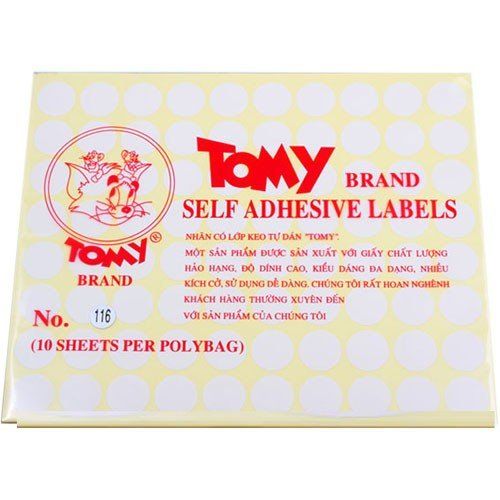 TOMY BRAND
SELF ADHESIVE LABELS
NHÃN CÓ LỚP KEO TỰ DÁN "TOMY".
MỘT SẢN PHẨM ĐƯỢC SẢN XUẤT VỚI GIẤY CHẤT LƯỢNG
HẢO HẠNG, ĐỘ DÍNH CAO, KIỂU DÁNG ĐA DẠNG, NHIỀU
KÍCH CỞ, SỬ DỤNG DỄ DÀNG. CHÚNG TÔI RẤT HOAN NGHÊNH
KHÁCH HÀNG THƯỜNG XUYÊN ĐẾN
VỚI SẢN PHẨM CỦA CHÚNG TÔI
TOMY®
BRAND
No. 116
(10 SHEETS PER POLYBAG)